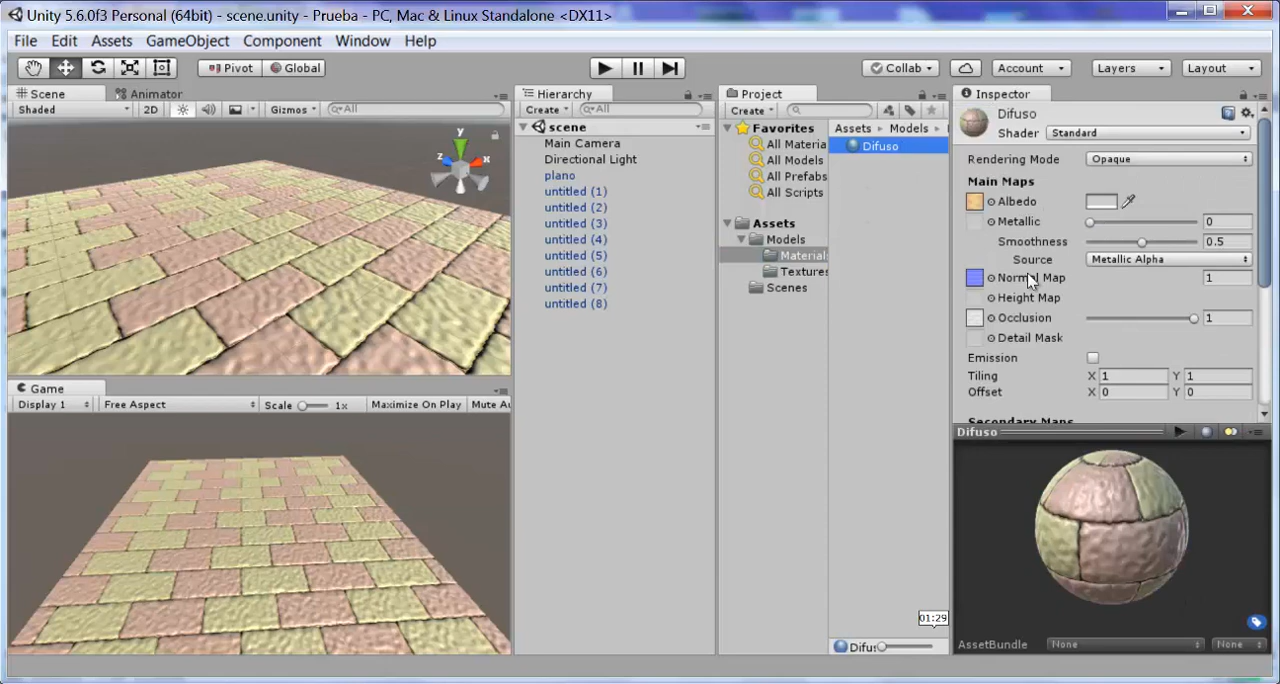 Unity 5.6.0f3 Personal (64bit) - scene.unity - Prueba - PC, Mac & Linux Standalone <DX11>
File Edit Assets GameObject Component Window Help
Pivot Global Collab Account Layers Layout
Scene Animator
Shaded 2D Gizmos All
Hierarchy
Create All
scene
Main Camera
Directional Light
plano
untitled (1)
untitled (2)
untitled (3)
untitled (4)
untitled (5)
untitled (6)
untitled (7)
untitled (8)
Project
Create
Favorites
All Materia
All Models
All Prefabs
All Scripts
Assets
Models
Material
Textures
Scenes
Assets Models
Difuso
01:29
Difu
Inspector
Difuso
Shader Standard
Rendering Mode Opaque
Main Maps
Albedo
Metallic 0
Smoothness 0.5
Source Metallic Alpha
Normal Map 1
Height Map
Occlusion 1
Detail Mask
Emission
Tiling X 1 Y 1
Offset X 0 Y 0
Secondary Maps
Difuso
AssetBundle None None
Game
Display 1 Free Aspect Scale 1x Maximize On Play Mute Au
x
y
z